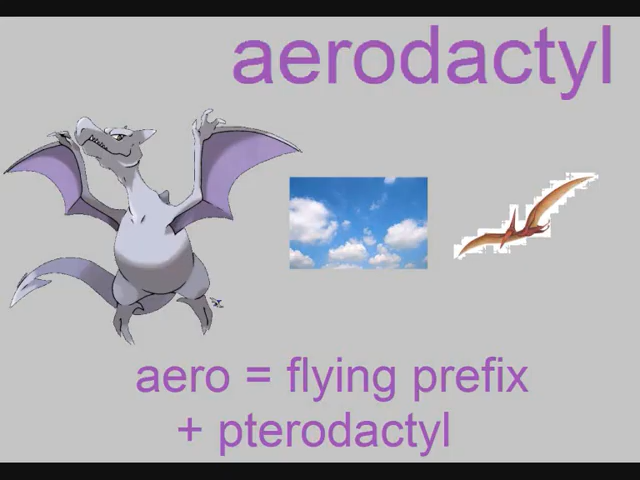 aerodactyl
aero = flying prefix
+ pterodactyl